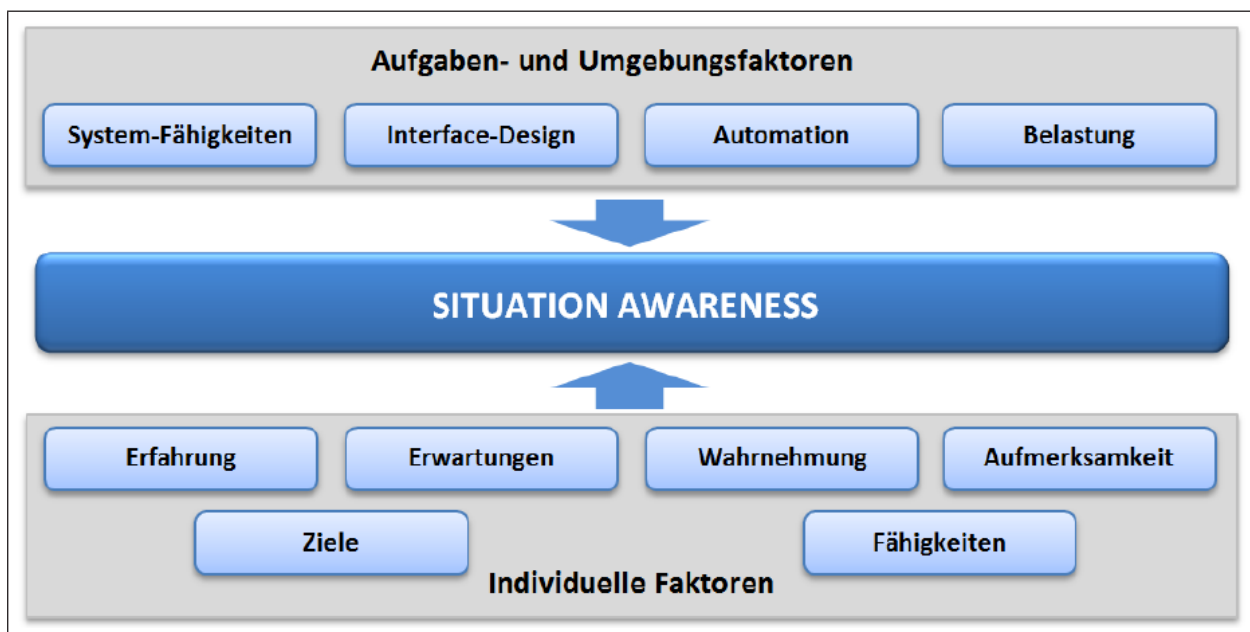 Aufgaben- und Umgebungsfaktoren
System-Fähigkeiten
Interface-Design
Automation
Belastung
SITUATION AWARENESS
Erfahrung
Erwartungen
Wahrnehmung
Aufmerksamkeit
Ziele
Fähigkeiten
Individuelle Faktoren